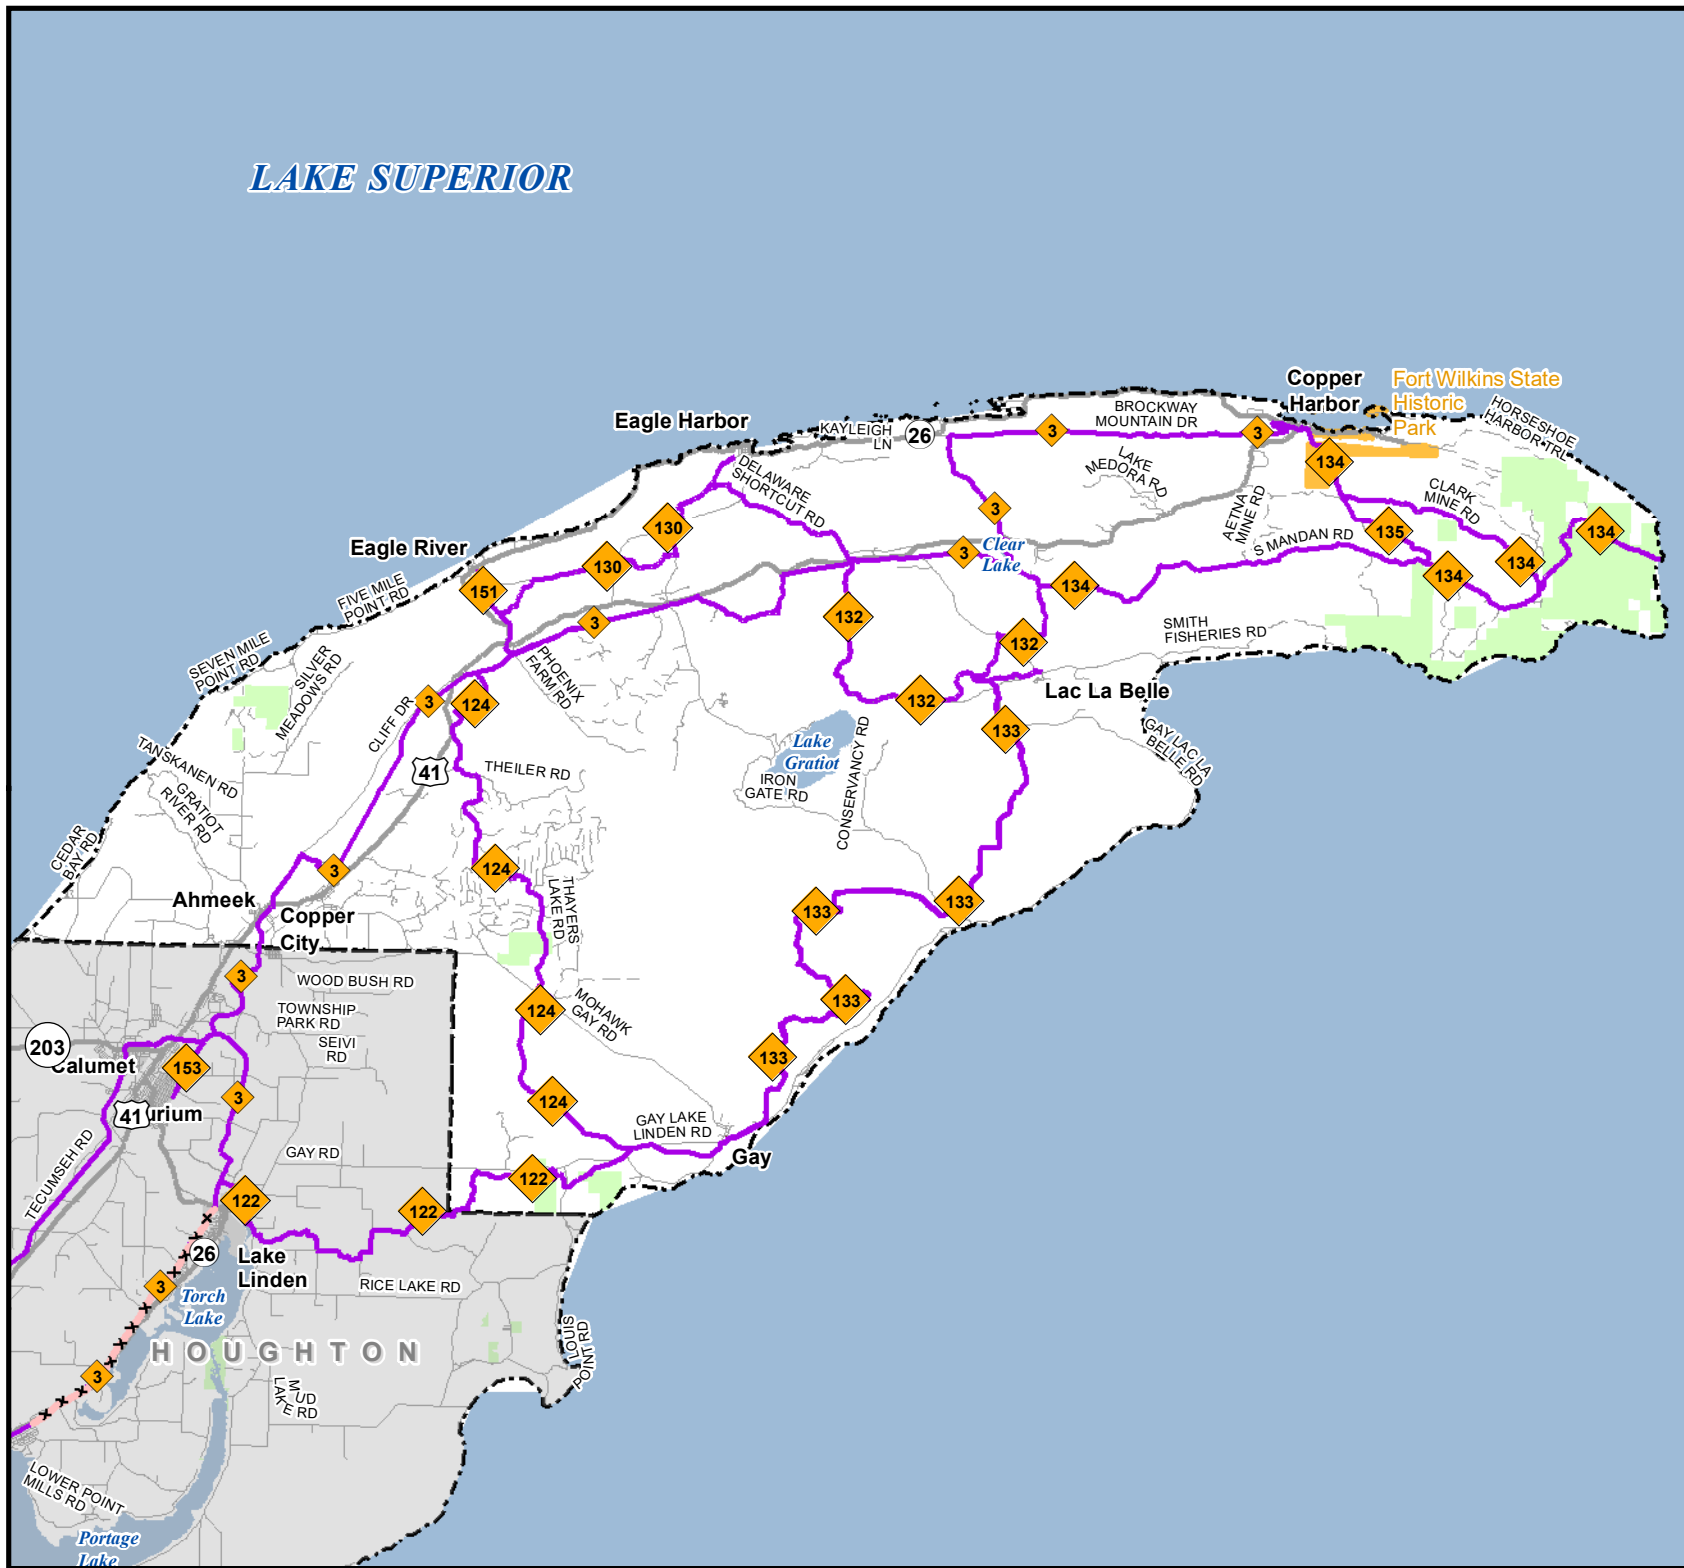 LAKE SUPERIOR
Copper
Harbor
Fort Wilkins State
Historic
Park
HORSESHOE
HARBOR TRL
Eagle Harbor
KAYLEIGH
LN
26
BROCKWAY
MOUNTAIN DR
3
3
134
DELAWARE
SHORTCUT RD
LAKE
MEDORA RD
CLARK
MINE RD
AETNA
MINE RD
3
130
135
134
S MANDAN RD
Eagle River
130
3
Clear
Lake
134
134
134
151
FIVE MILE
POINT RD
3
132
132
SMITH
FISHERIES RD
SEVEN MILE
POINT RD
SILVER
MEADOWS RD
PHOENIX
FARM RD
Lac La Belle
3
124
132
133
CLIFF DR
GAY LAC LA
BELLE RD
Lake
Gratiot
CONSERVANCY RD
TANSKANEN RD
41
THEILER RD
IRON
GATE RD
GRATIOT
RIVER RD
CEDAR
BAY RD
3
124
Ahmeek
Copper
City
THAYERS
LAKE RD
133
133
3
WOOD BUSH RD
TOWNSHIP
PARK RD
SEIVI
RD
124
MOHAWK
GAY RD
133
203
Calumet
153
133
3
124
41
urium
TECUMSEH RD
GAY RD
GAY LAKE
LINDEN RD
Gay
122
122
122
26
Lake
Linden
RICE LAKE RD
3
Torch
Lake
HOUGHTON
LOUIS
POINT RD
3
MUD
LAKE RD
LOWER POINT
MILLS RD
Portage
Lake